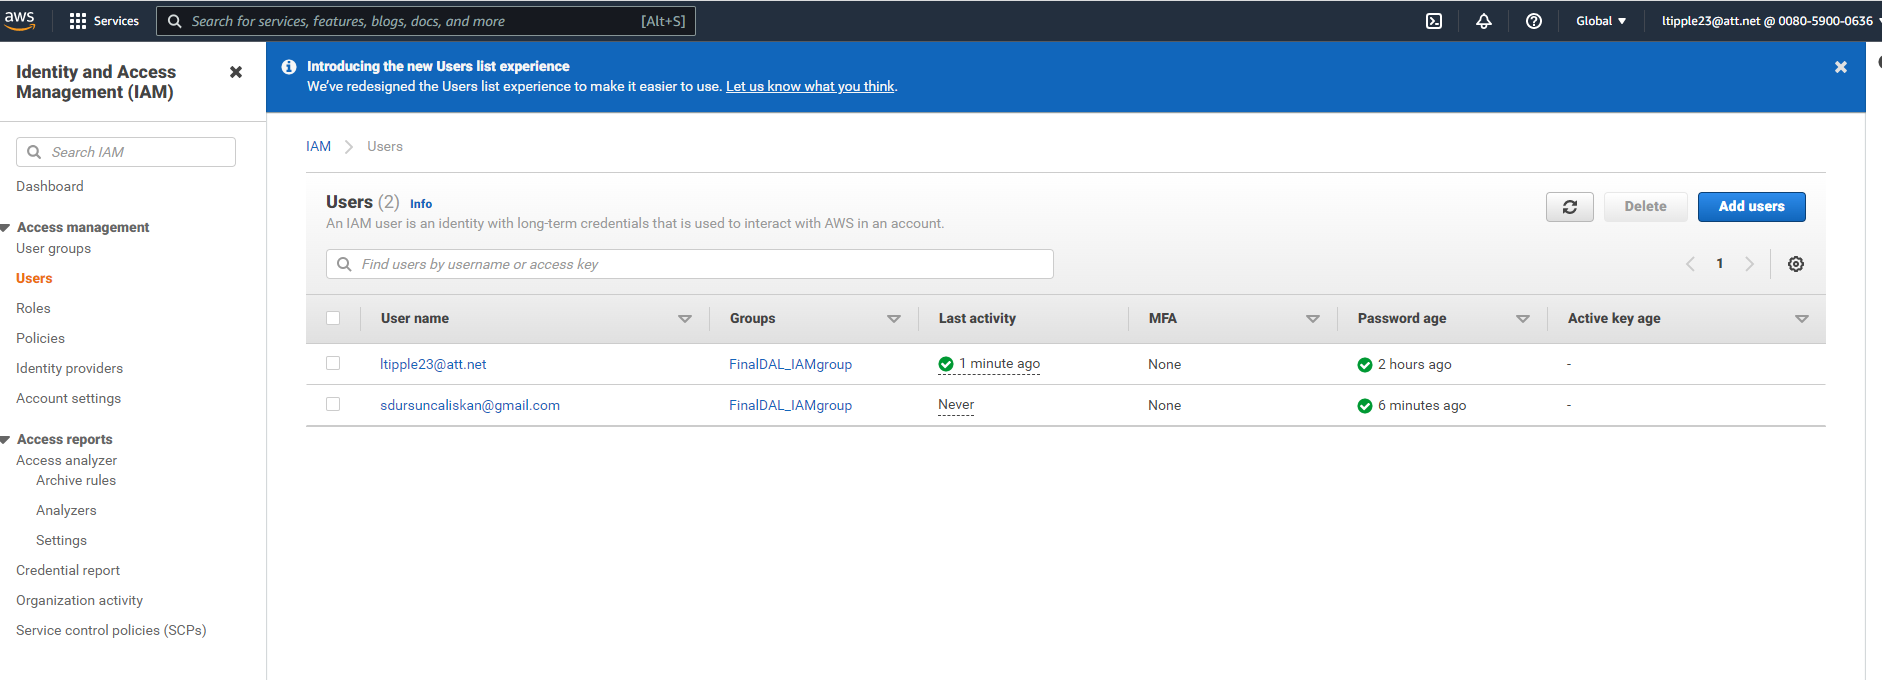 aws
Services
Search for services, features, blogs, docs, and more
[Alt+S]
Global
ltipple23@att.net @ 0080-5900-0636
Identity and Access
Management (IAM)
Search IAM
Dashboard
Access management
User groups
Users
Roles
Policies
Identity providers
Account settings
Access reports
Access analyzer
Archive rules
Analyzers
Settings
Credential report
Organization activity
Service control policies (SCPs)
Introducing the new Users list experience
We've redesigned the Users list experience to make it easier to use. Let us know what you think.
IAM > Users
Users (2) Info
An IAM user is an identity with long-term credentials that is used to interact with AWS in an account.
Delete
Add users
Find users by username or access key
1
User name Groups Last activity MFA Password age Active key age
ltipple23@att.net FinalDAL_IAMgroup 1 minute ago None 2 hours ago -
sdursuncaliskan@gmail.com FinalDAL_IAMgroup Never None 6 minutes ago -